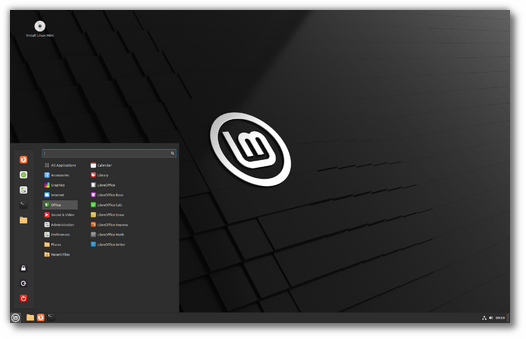 Install Linux Mint
All Applications
Accessories
Graphics
Internet
Office
Sound & Video
Administration
Preferences
Places
Recent Files
Calendar
Library
LibreOffice
LibreOffice Base
LibreOffice Calc
LibreOffice Draw
LibreOffice Impress
LibreOffice Math
LibreOffice Writer